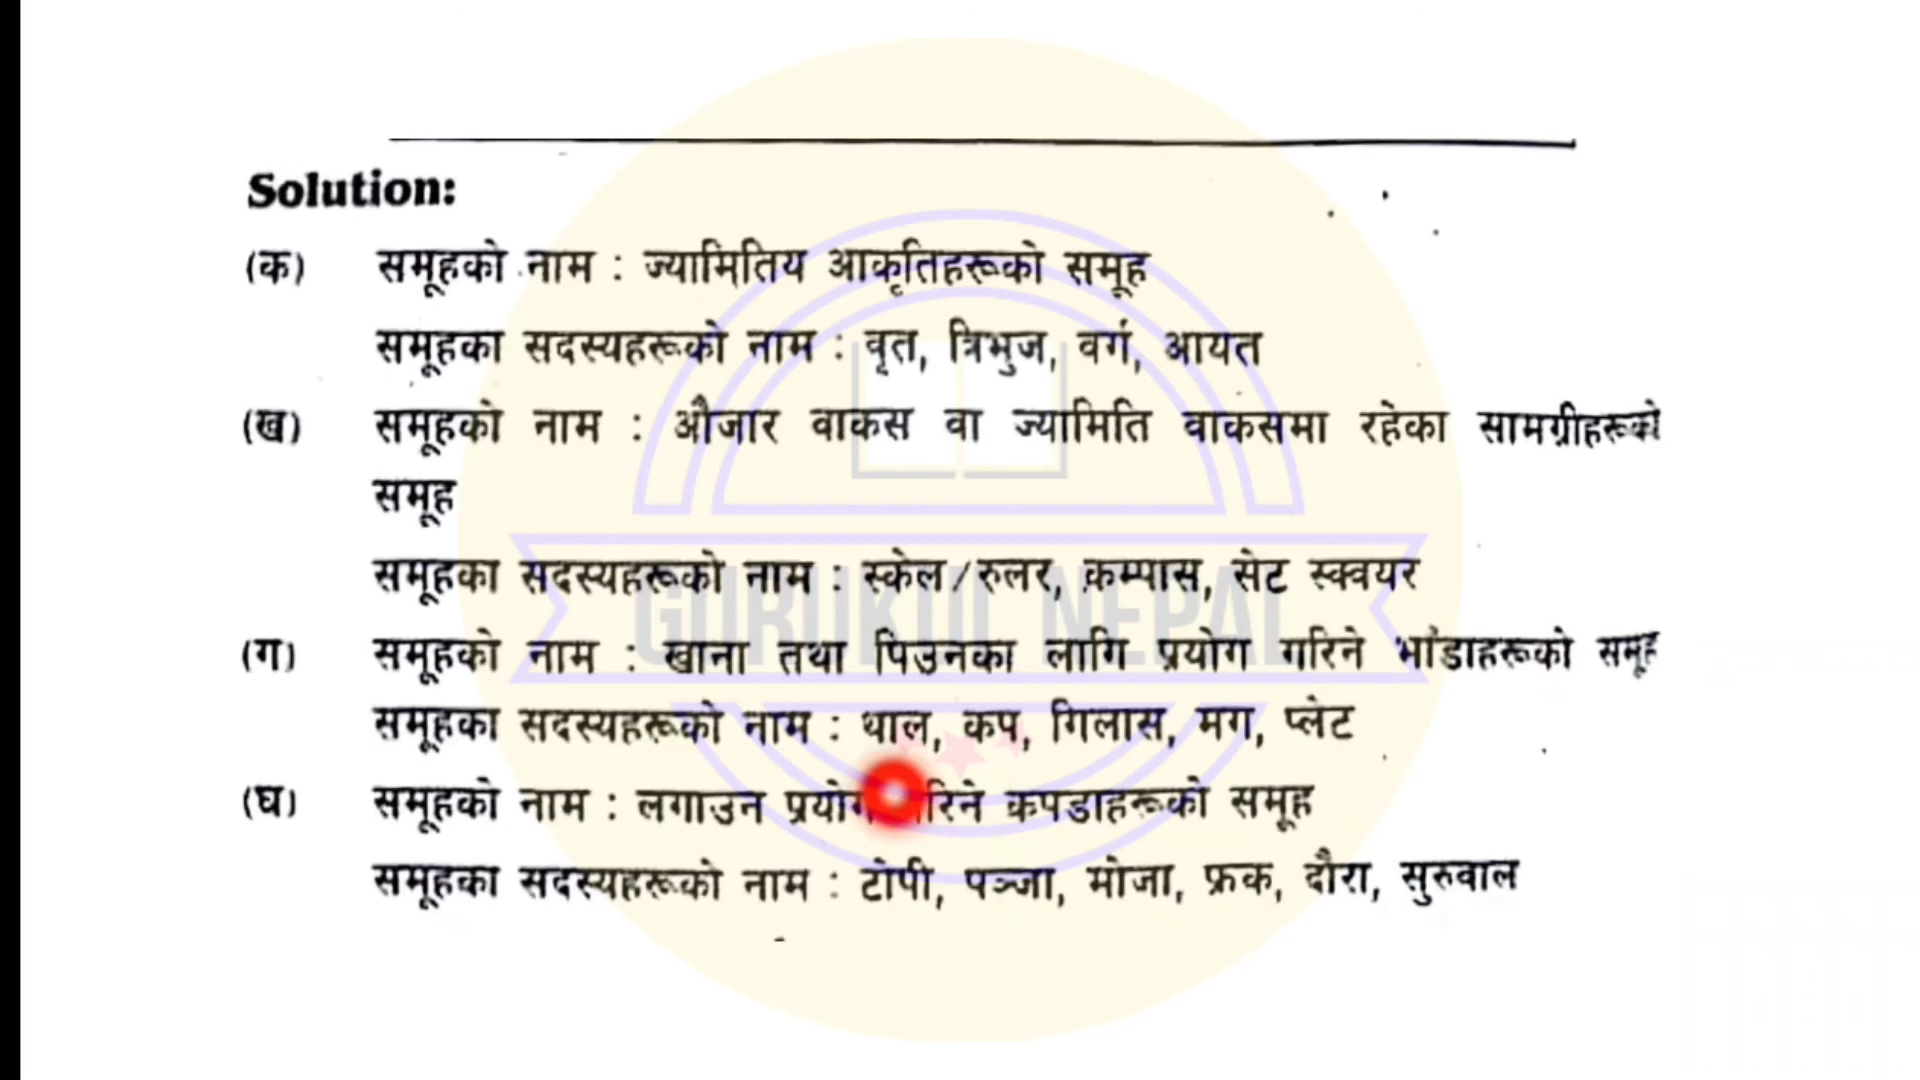 Solution:
(क) समूहको नाम : ज्यामितिय आकृतिहरूको समूह
समूहका सदस्यहरूको नाम : वृत, त्रिभुज, वर्ग, आयत
(ख) समूहको नाम : औजार वाकस वा ज्यामिति वाकसमा रहेका सामग्रीहरूको
समूह
समूहका सदस्यहरूको नाम : स्केल/रुलर, कम्पास, सेट स्क्वयर
GURUKUL NEPAL
(ग) समूहको नाम : खाना तथा पिउनका लागि प्रयोग गरिने भांडाहरूको समूह
समूहका सदस्यहरूको नाम : थाल, कप, गिलास, मग, प्लेट
(घ) समूहको नाम : लगाउन प्रयोग गरिने कपडाहरूको समूह
समूहका सदस्यहरूको नाम : टोपी, पञ्जा, मोजा, फ्रक, दौरा, सुरुवाल